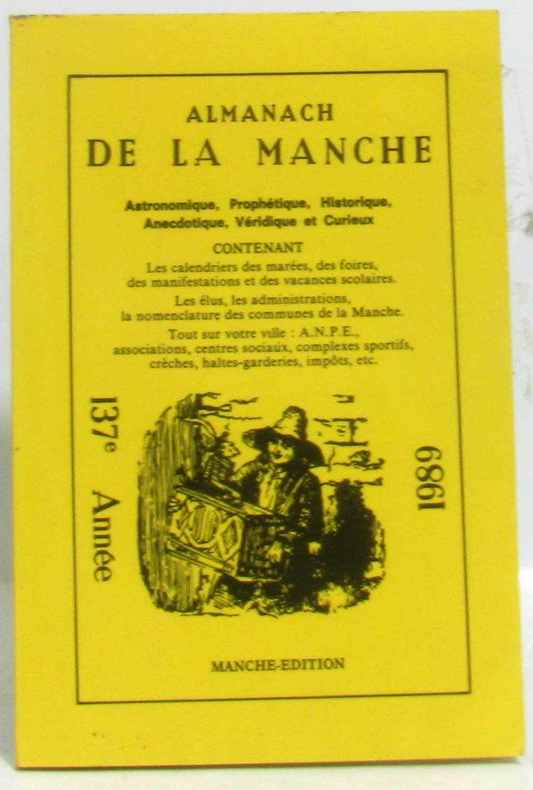 ALMANACH
DE LA MANCHE
Astronomique, Prophétique, Historique,
Anecdotique, Véridique et Curieux
CONTENANT
Les calendriers des marées, des foires,
des manifestations et des vacances scolaires.
Les élus, les administrations,
la nomenclature des communes de la Manche.
Tout sur votre ville : A.N.P.E.,
associations, centres sociaux, complexes sportifs,
crèches, haltes-garderies, impôts, etc.
137e Année
1989
MANCHE-EDITION